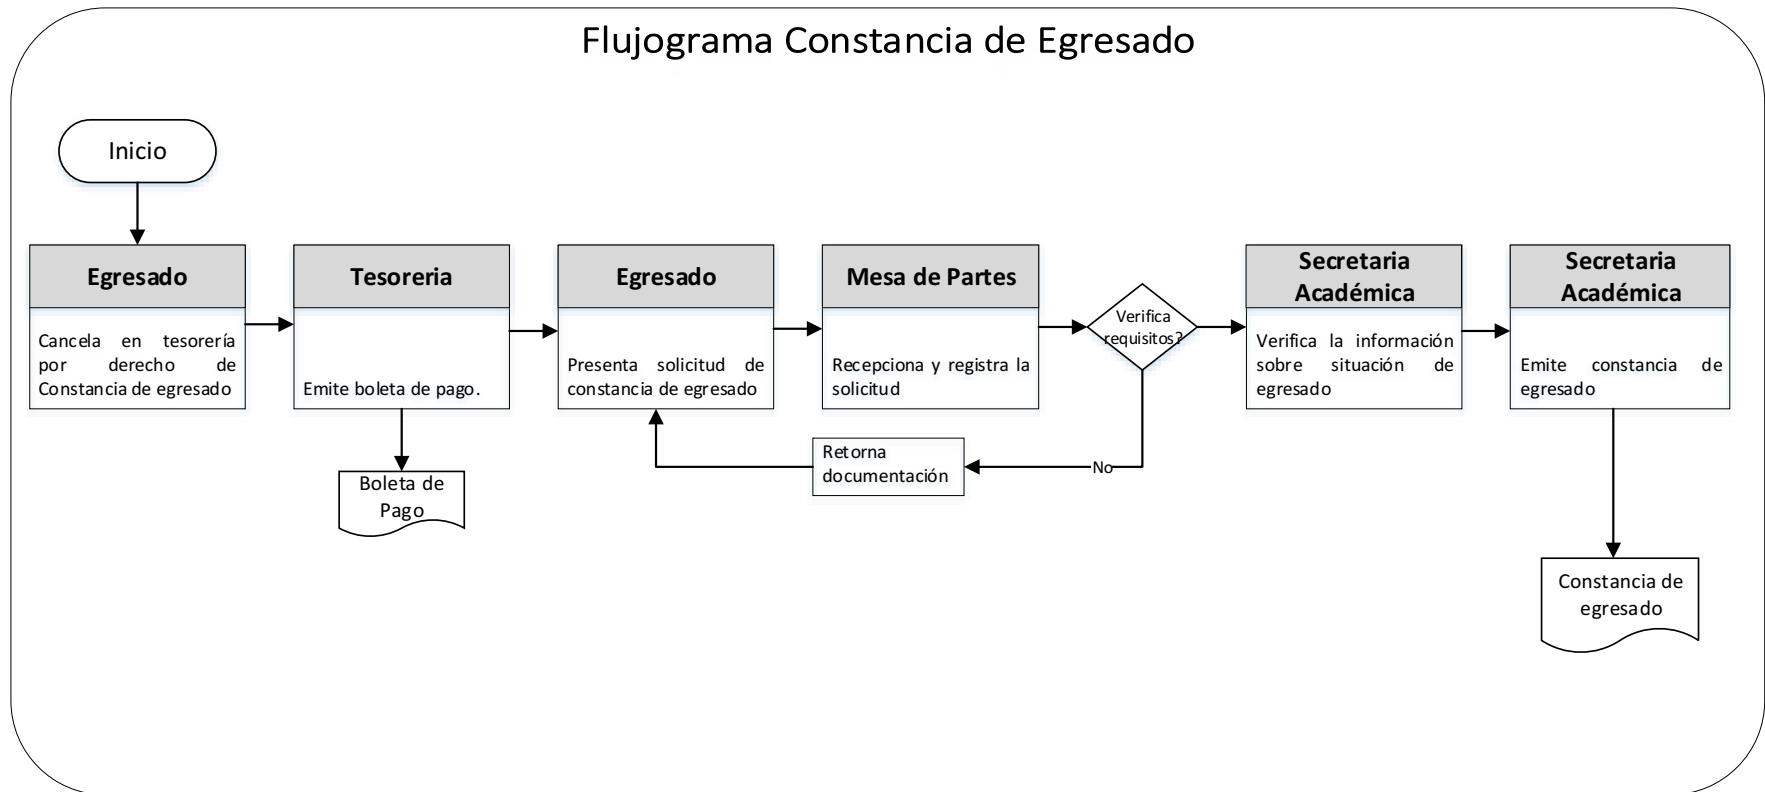 Flujograma Constancia de Egresado
Inicio
Egresado
Cancela en tesorería
por derecho de
Constancia de egresado
Tesoreria
Emite boleta de pago.
Boleta de
Pago
Egresado
Presenta solicitud de
constancia de egresado
Mesa de Partes
Recepciona y registra la
solicitud
Verifica
requisitos?
No
Retorna
documentación
Secretaria
Académica
Verifica la información
sobre situación de
egresado
Secretaria
Académica
Emite constancia de
egresado
Constancia de
egresado